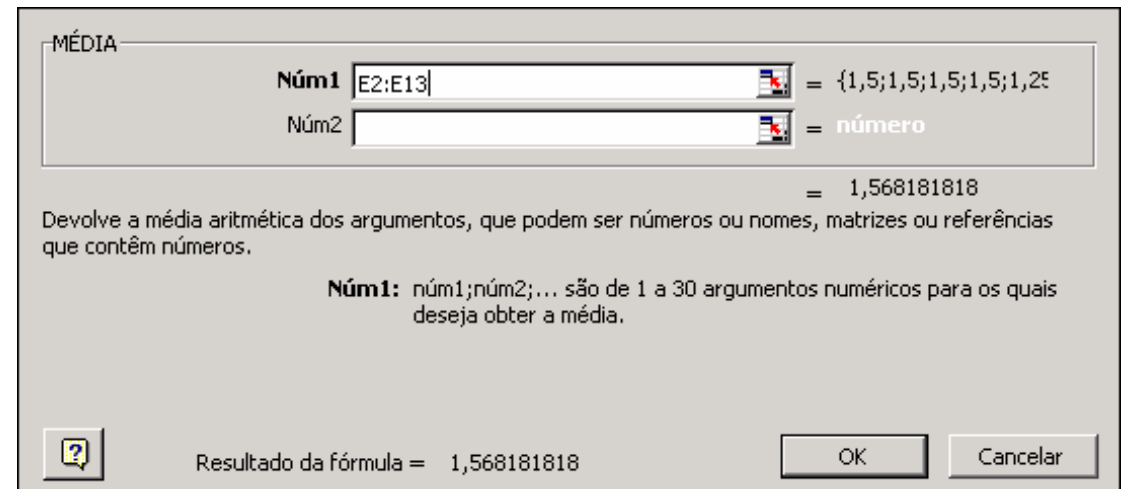 MÉDIA
Núm1 E2:E13 = {1,5;1,5;1,5;1,5;1,25
Núm2 = número
= 1,568181818
Devolve a média aritmética dos argumentos, que podem ser números ou nomes, matrizes ou referências
que contêm números.
Núm1: núm1;núm2;... são de 1 a 30 argumentos numéricos para os quais
deseja obter a média.
? Resultado da fórmula = 1,568181818 OK Cancelar